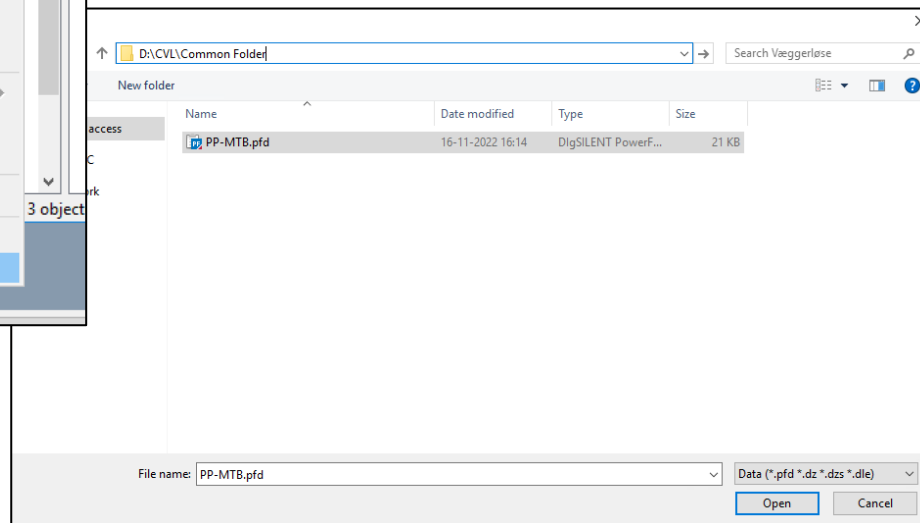 D:\CVL\Common Folder
Search Væggerløse
New folder
Name
Date modified
Type
Size
access
PP-MTB.pfd
16-11-2022 16:14
DIgSILENT PowerF...
21 KB
C
ork
3 object
File name:
PP-MTB.pfd
Data (*.pfd *.dz *.dzs *.dle)
Open
Cancel